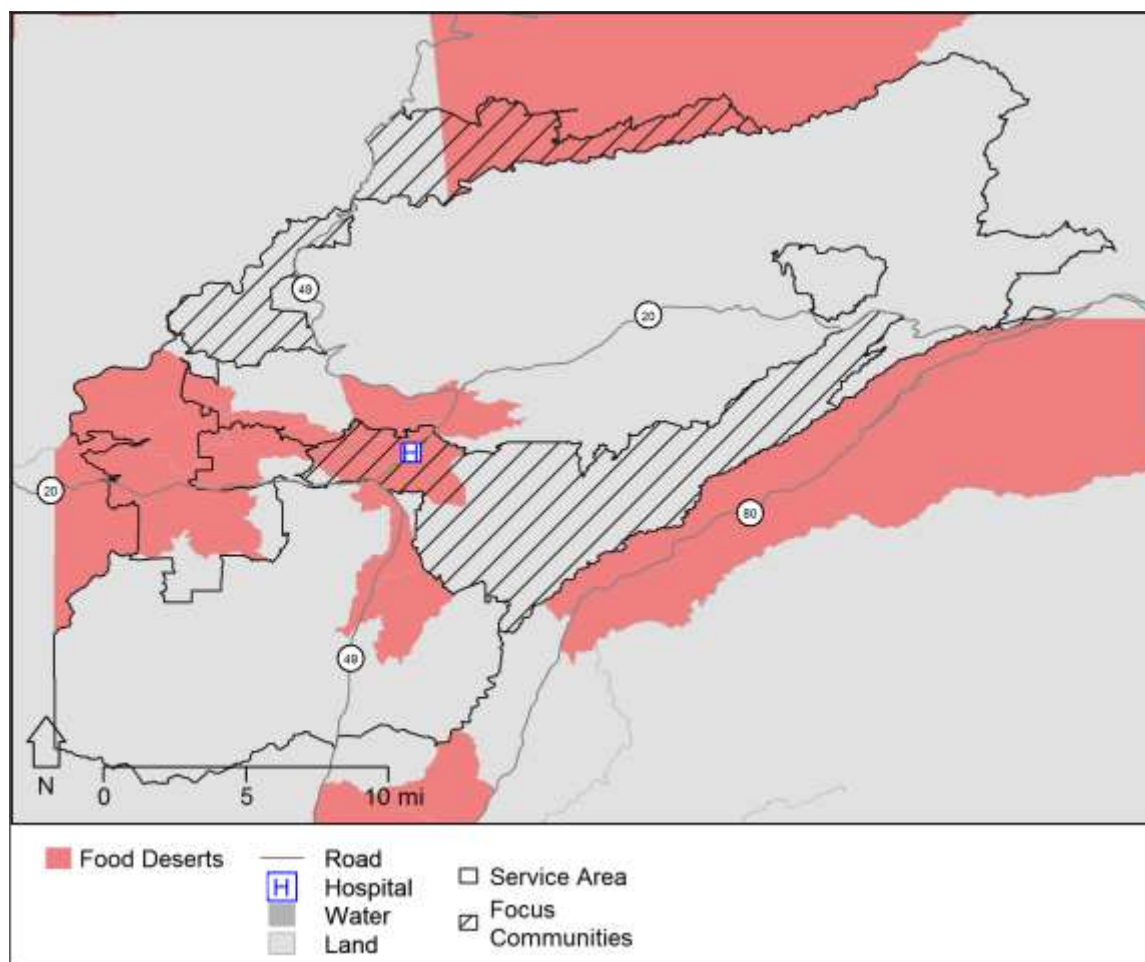 49
20
20
80
49
N
0 5 10 mi
Food Deserts
Road
H Hospital
Water
Land
Service Area
Focus
Communities
H